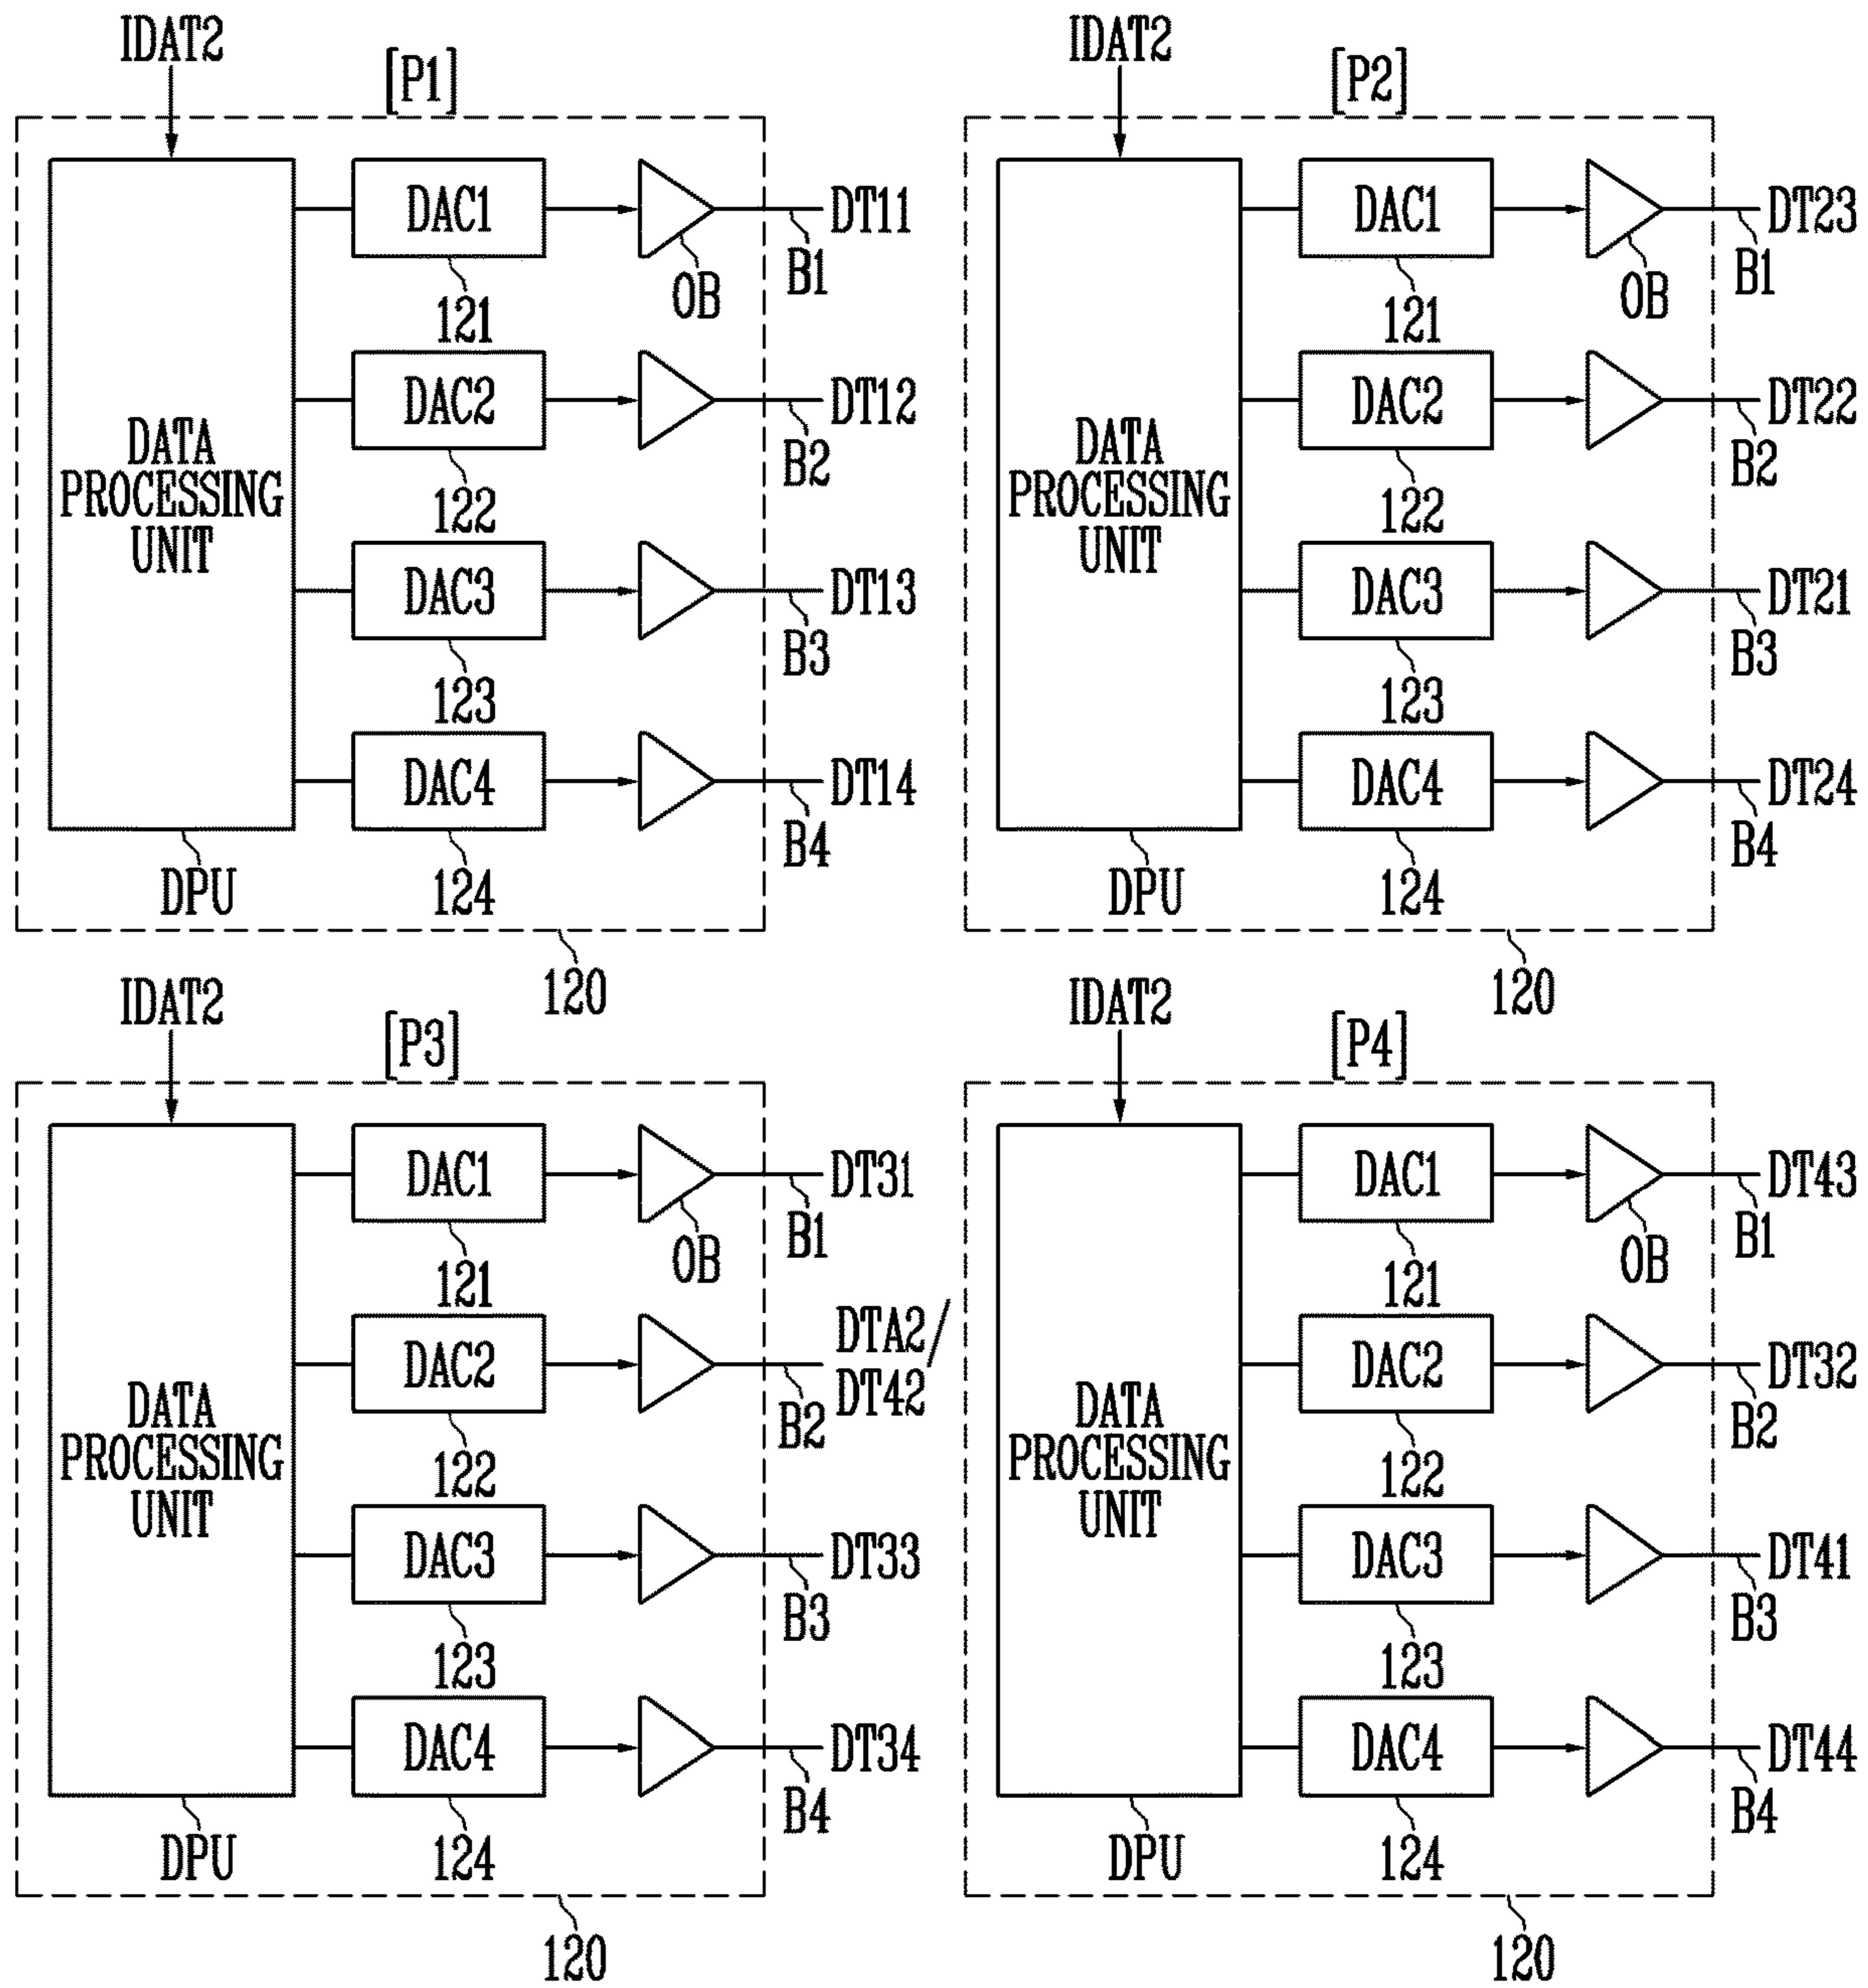 IDAT2
[P1]
DATA
PROCESSING
UNIT
DPU
DAC1
121
OB
B1
DT11
DAC2
122
B2
DT12
DAC3
123
B3
DT13
DAC4
124
B4
DT14
120
IDAT2
[P2]
DATA
PROCESSING
UNIT
DPU
DAC1
121
OB
B1
DT23
DAC2
122
B2
DT22
DAC3
123
B3
DT21
DAC4
124
B4
DT24
120
IDAT2
[P3]
DATA
PROCESSING
UNIT
DPU
DAC1
121
OB
B1
DT31
DAC2
122
B2
DTA2/
DT42
DAC3
123
B3
DT33
DAC4
124
B4
DT34
120
IDAT2
[P4]
DATA
PROCESSING
UNIT
DPU
DAC1
121
OB
B1
DT43
DAC2
122
B2
DT32
DAC3
123
B3
DT41
DAC4
124
B4
DT44
120